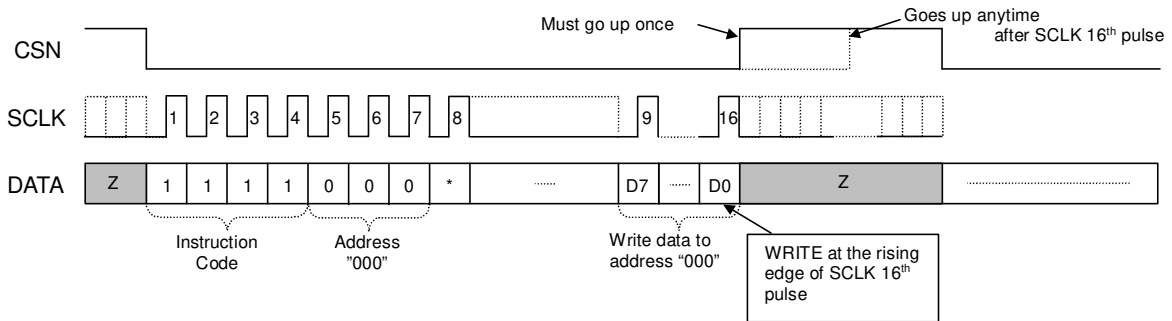 Must go up once
Goes up anytime
after SCLK 16th pulse
CSN
SCLK
1 2 3 4 5 6 7 8 9 16
DATA
Z 1 1 1 1 0 0 0 * ...... D7 ...... D0 Z
Instruction
Code
Address
"000"
Write data to
address "000"
WRITE at the rising
edge of SCLK 16th
pulse